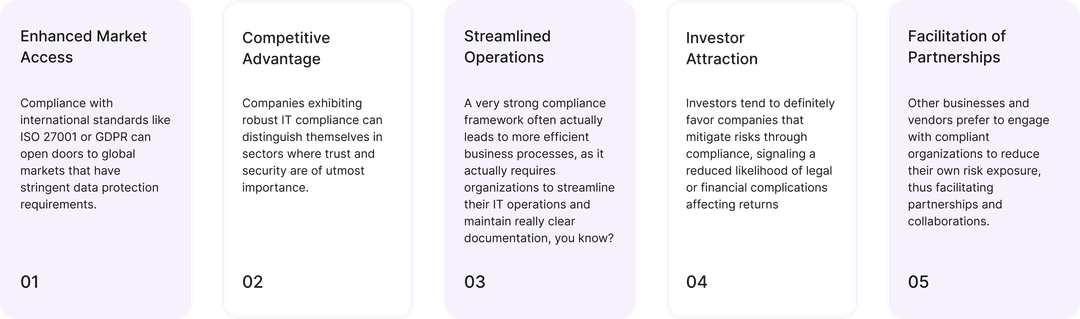 Enhanced Market
Access
Compliance with
international standards like
ISO 27001 or GDPR can
open doors to global
markets that have
stringent data protection
requirements.
01
Competitive
Advantage
Companies exhibiting
robust IT compliance can
distinguish themselves in
sectors where trust and
security are of utmost
importance.
02
Streamlined
Operations
A very strong compliance
framework often actually
leads to more efficient
business processes, as it
actually requires
organizations to streamline
their IT operations and
maintain really clear
documentation, you know?
03
Investor
Attraction
Investors tend to definitely
favor companies that
mitigate risks through
compliance, signaling a
reduced likelihood of legal
or financial complications
affecting returns
04
Facilitation of
Partnerships
Other businesses and
vendors prefer to engage
with compliant
organizations to reduce
their own risk exposure,
thus facilitating
partnerships and
collaborations.
05